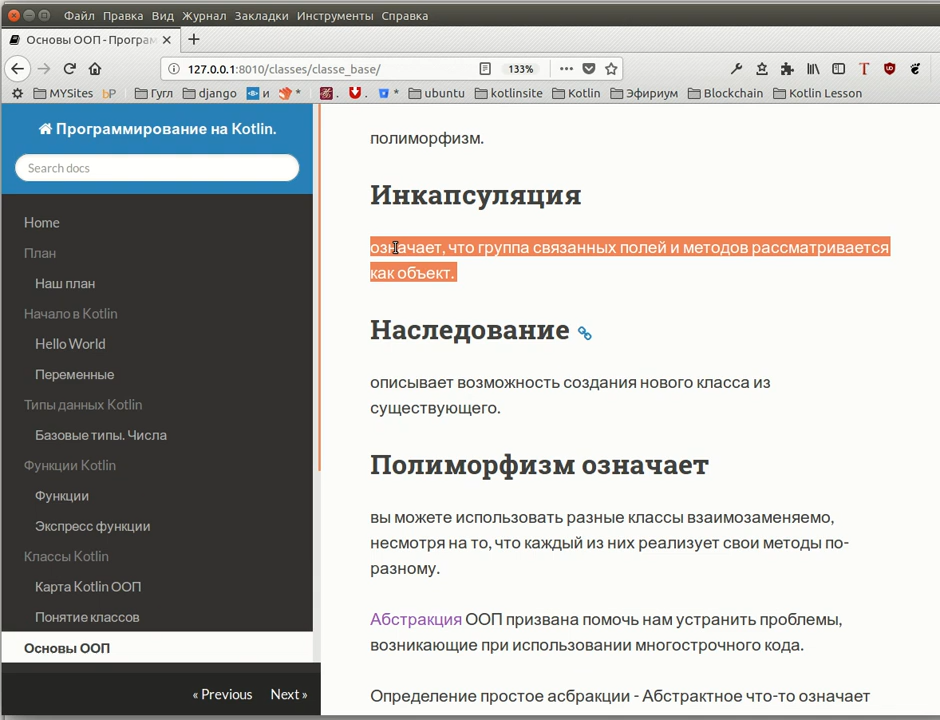 Файл Правка Вид Журнал Закладки Инструменты Справка
Основы ООП - Програм
127.0.0.1:8010/classes/classe_base/ 133%
MYSites bP Гугл django и * . . * ubuntu kotlinsite Kotlin Эфириум Blockchain Kotlin Lesson
Программирование на Kotlin.
Search docs
Home
План
Наш план
Начало в Kotlin
Hello World
Переменные
Типы данных Kotlin
Базовые типы. Числа
Функции Kotlin
Функции
Экспресс функции
Классы Kotlin
Карта Kotlin ООП
Понятие классов
Основы ООП
« Previous Next »
полиморфизм.
Инкапсуляция
означает, что группа связанных полей и методов рассматривается
как объект.
Наследование
описывает возможность создания нового класса из
существующего.
Полиморфизм означает
вы можете использовать разные классы взаимозаменяемо,
несмотря на то, что каждый из них реализует свои методы по-
разному.
Абстракция ООП призвана помочь нам устранить проблемы,
возникающие при использовании многострочного кода.
Определение простое асбракции - Абстрактное что-то означает